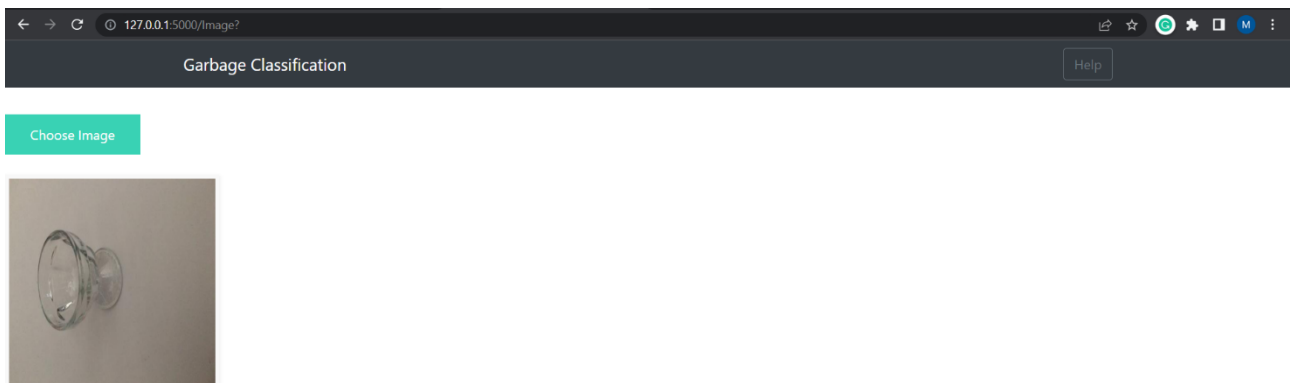 127.0.0.1:5000/Image?
M
Garbage Classification
Help
Choose Image